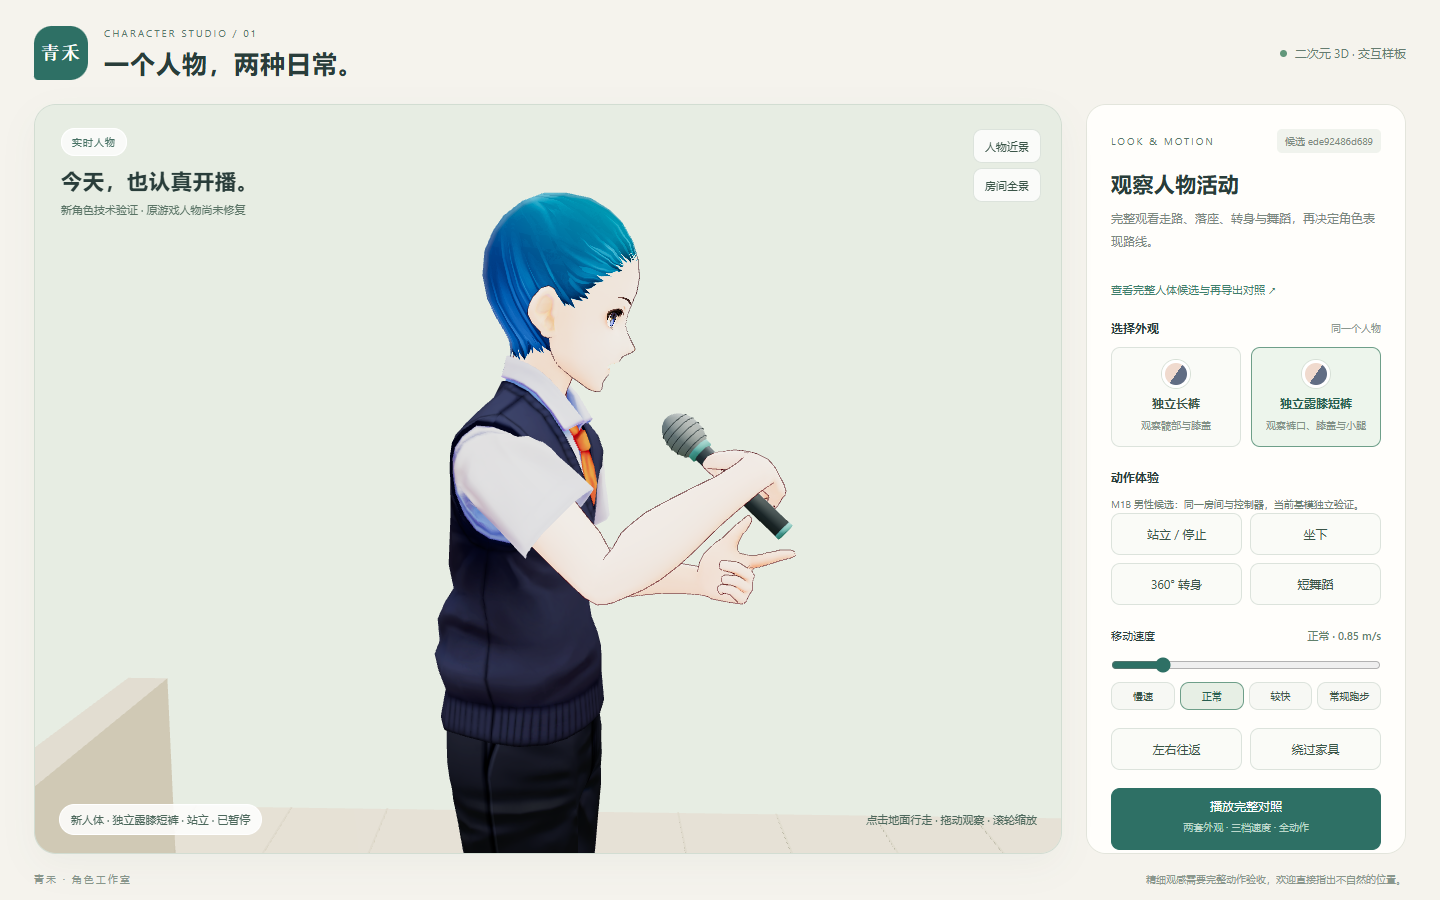 青禾
CHARACTER STUDIO / 01
一个人物，两种日常。
二次元 3D · 交互样板
实时人物
今天，也认真开播。
新角色技术验证 · 原游戏人物尚未修复
人物近景
房间全景
新人体 · 独立露膝短裤 · 站立 · 已暂停
点击地面行走 · 拖动观察 · 滚轮缩放
LOOK & MOTION
候选 ede92486d689
观察人物活动
完整观看走路、落座、转身与舞蹈，再决定角色表
现路线。
查看完整人体候选与再导出对照 ↗
选择外观
同一个人物
独立长裤
观察髋部与膝盖
独立露膝短裤
观察裤口、膝盖与小腿
动作体验
M1B 男性候选：同一房间与控制器，当前基模独立验证。
站立 / 停止
坐下
360° 转身
短舞蹈
移动速度
正常 · 0.85 m/s
慢速
正常
较快
常规跑步
左右往返
绕过家具
播放完整对照
两套外观 · 三档速度 · 全动作
青禾 · 角色工作室
精细观感需要完整动作验收，欢迎直接指出不自然的位置。